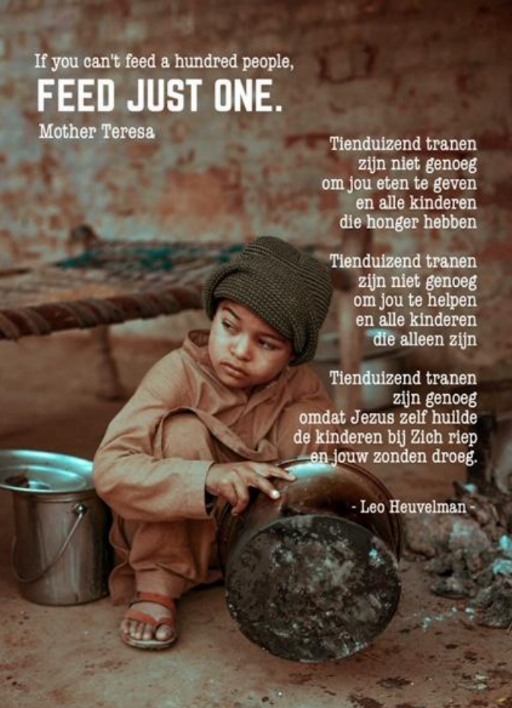 If you can't feed a hundred people,
FEED JUST ONE.
Mother Teresa
Tienduizend tranen
zijn niet genoeg
om jou eten te geven
en alle kinderen
die honger hebben
Tienduizend tranen
zijn niet genoeg
om jou te helpen
en alle kinderen
die alleen zijn
Tienduizend tranen
zijn genoeg
omdat Jezus zelf huilde
de kinderen bij Zich riep
en jouw zonden droeg.
- Leo Heuvelman -